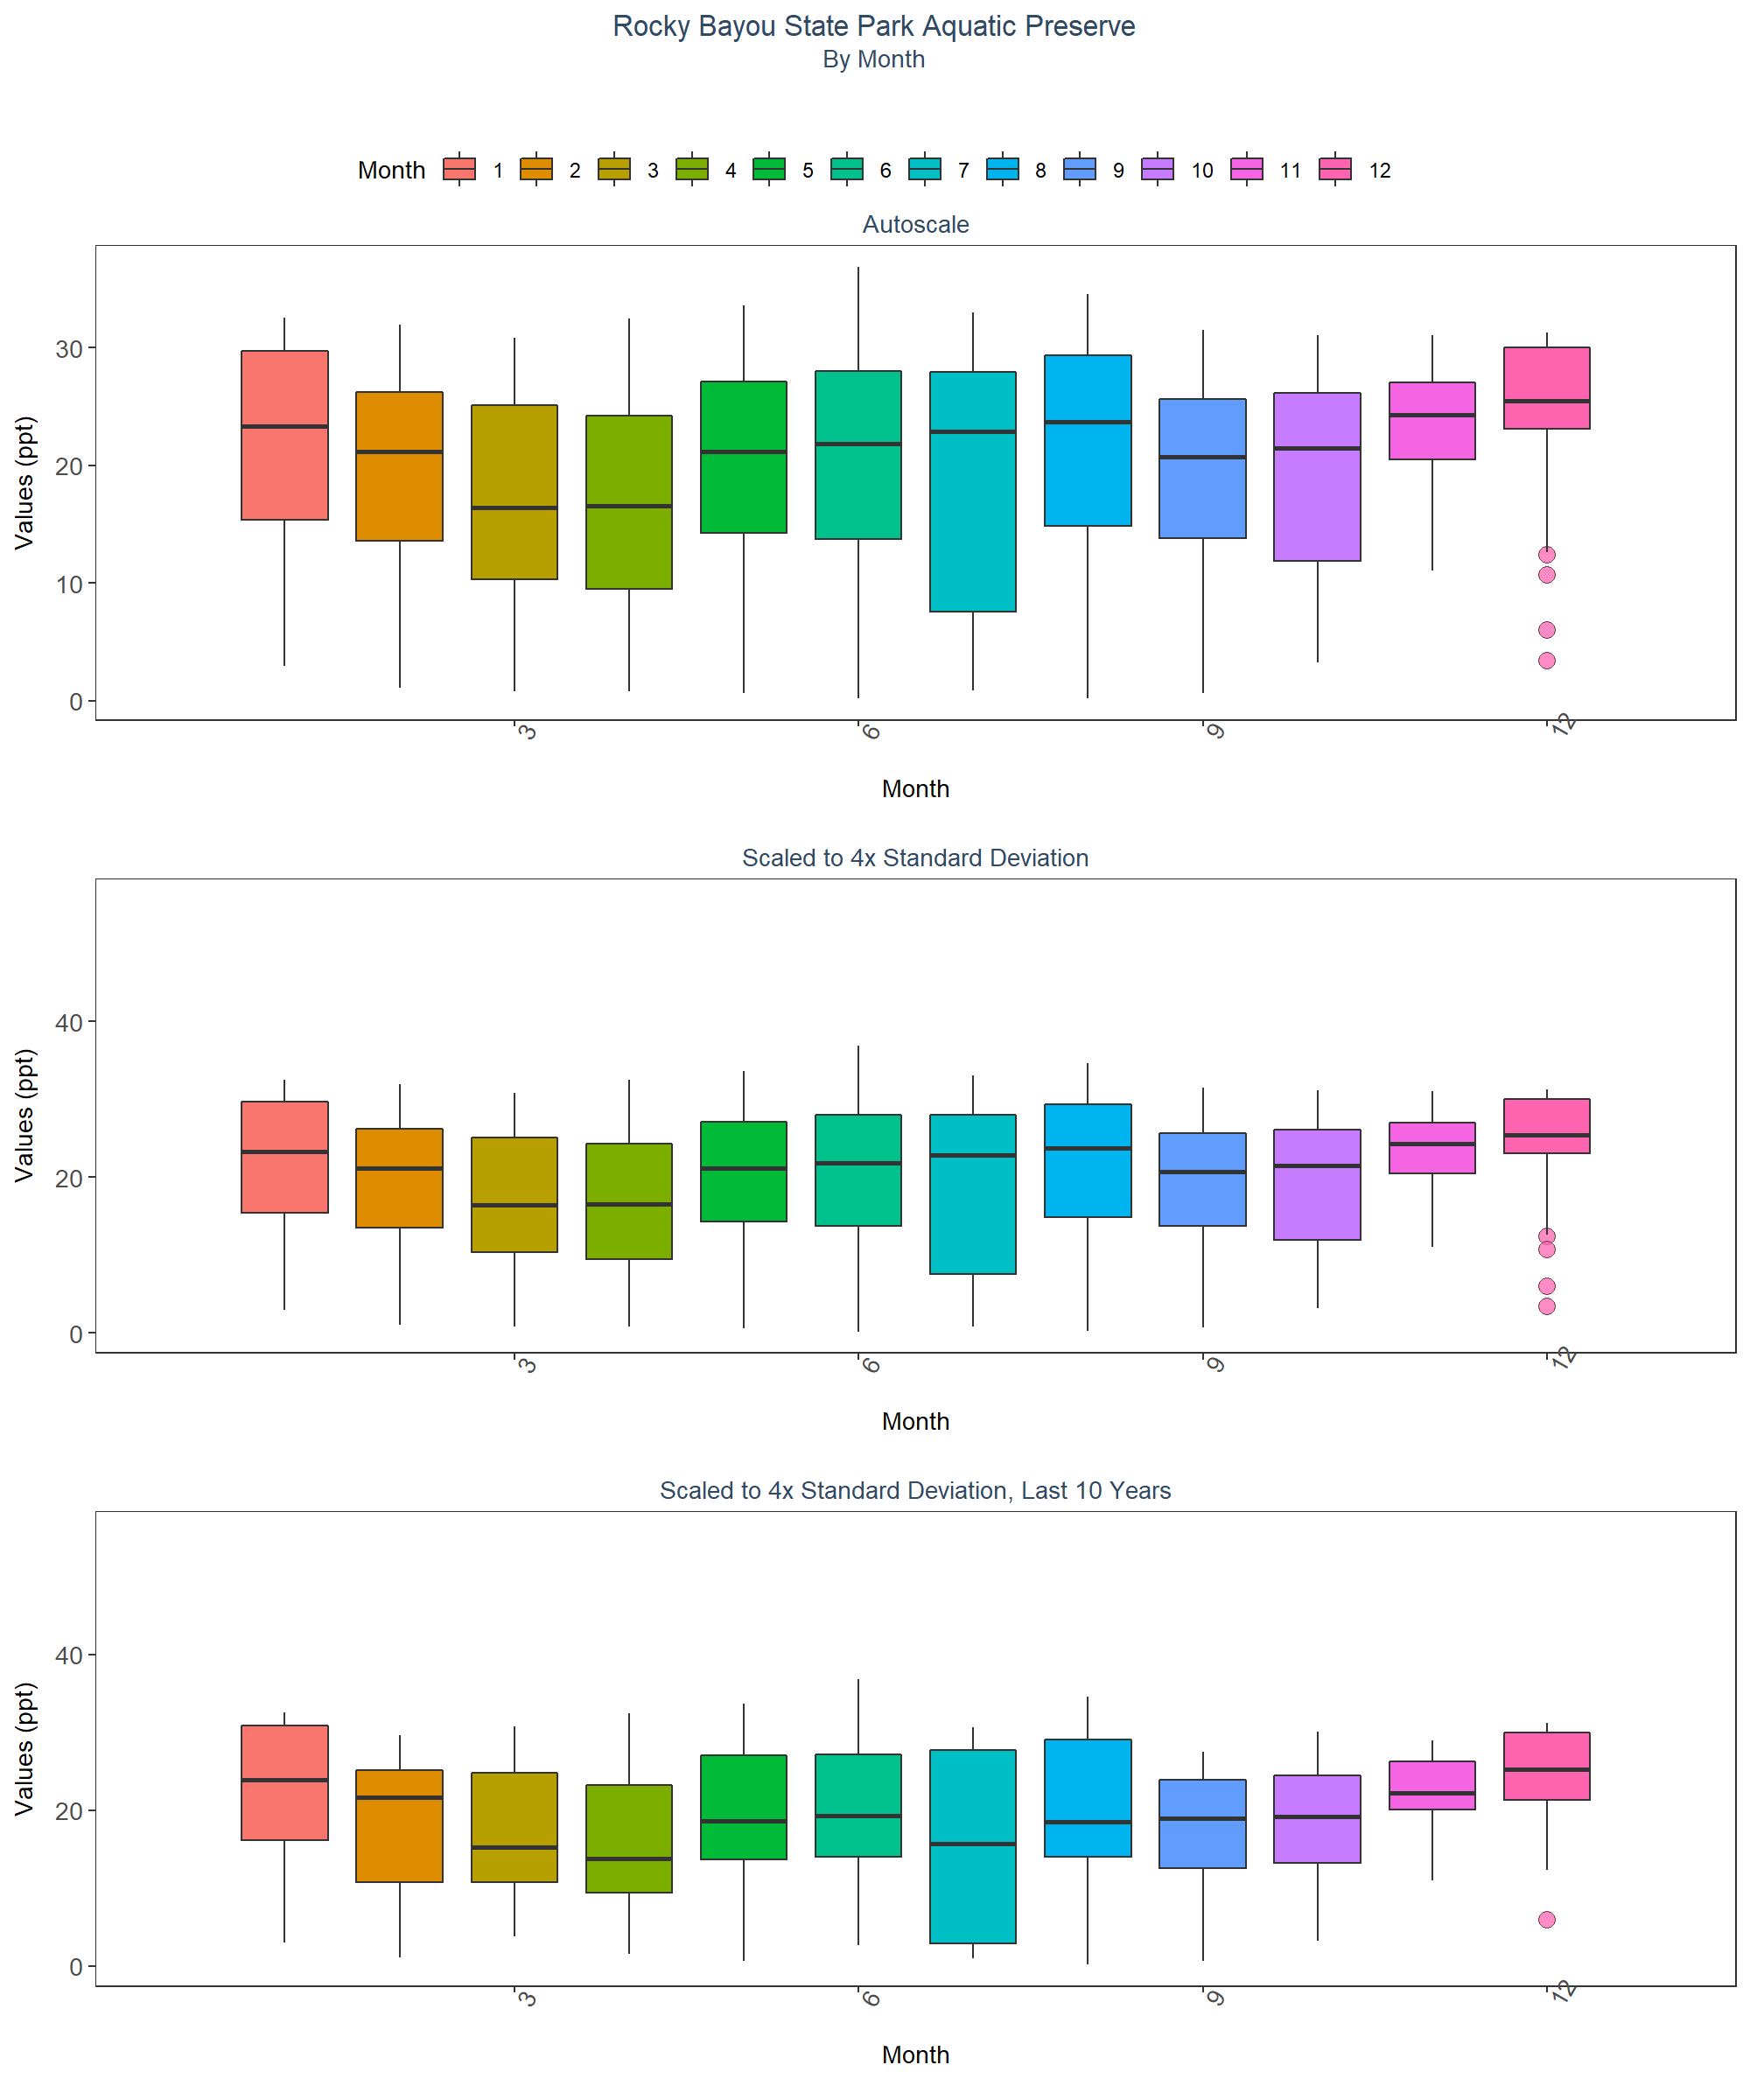 Rocky Bayou State Park Aquatic Preserve
By Month
Month 1 2 3 4 5 6 7 8 9 10 11 12
Autoscale
Values (ppt)
30
20
10
0
3 6 9 12
Month
Scaled to 4x Standard Deviation
Values (ppt)
40
20
0
3 6 9 12
Month
Scaled to 4x Standard Deviation, Last 10 Years
Values (ppt)
40
20
0
3 6 9 12
Month